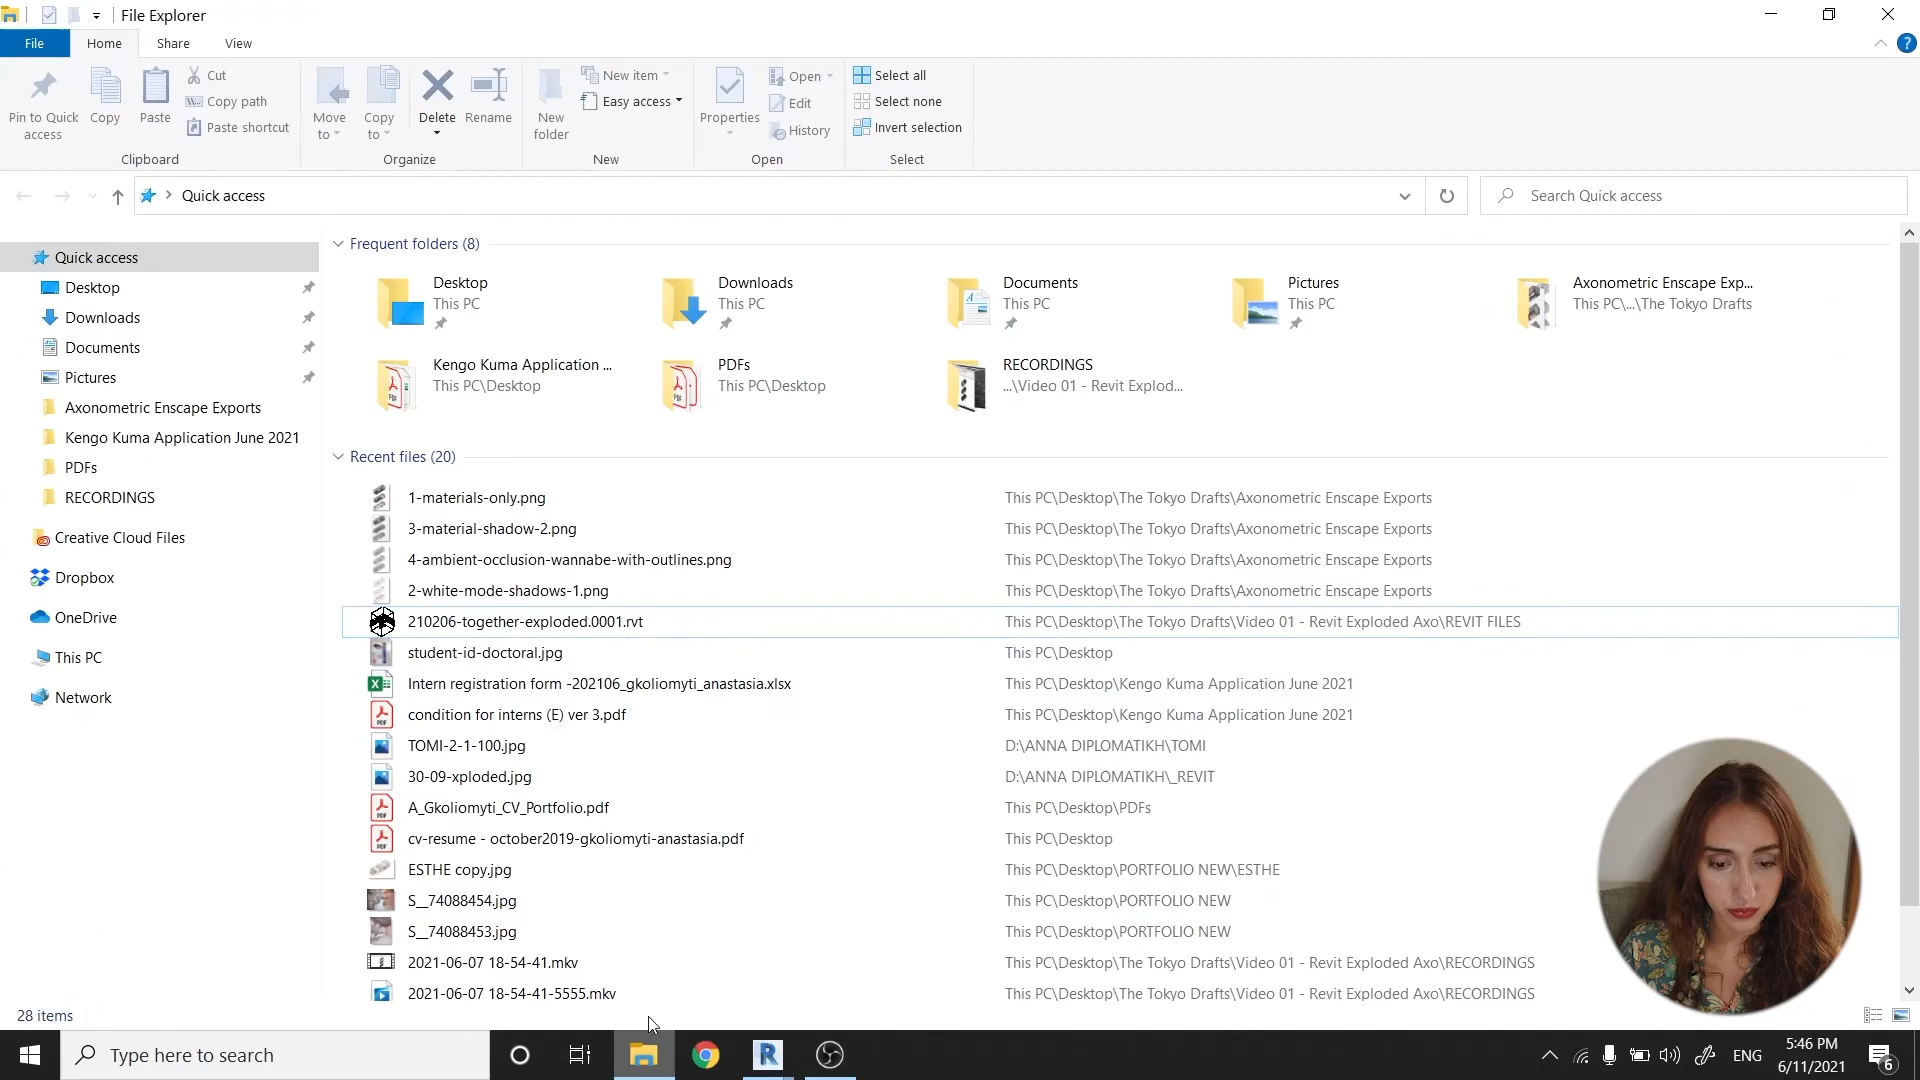 File Explorer
File Home Share View
Pin to Quick access
Copy
Paste
Cut
Copy path
Paste shortcut
Clipboard
Move to
Copy to
Delete
Rename
Organize
New folder
New item
Easy access
New
Properties
Open
Edit
History
Open
Select all
Select none
Invert selection
Select
Quick access
Search Quick access
Quick access
Desktop
Downloads
Documents
Pictures
Axonometric Enscape Exports
Kengo Kuma Application June 2021
PDFs
RECORDINGS
Creative Cloud Files
Dropbox
OneDrive
This PC
Network
Frequent folders (8)
Desktop
This PC
Downloads
This PC
Documents
This PC
Pictures
This PC
Axonometric Enscape Exp...
This PC\...\The Tokyo Drafts
Kengo Kuma Application ...
This PC\Desktop
PDFs
This PC\Desktop
RECORDINGS
...\Video 01 - Revit Explod...
Recent files (20)
1-materials-only.png This PC\Desktop\The Tokyo Drafts\Axonometric Enscape Exports
3-material-shadow-2.png This PC\Desktop\The Tokyo Drafts\Axonometric Enscape Exports
4-ambient-occlusion-wannabe-with-outlines.png This PC\Desktop\The Tokyo Drafts\Axonometric Enscape Exports
2-white-mode-shadows-1.png This PC\Desktop\The Tokyo Drafts\Axonometric Enscape Exports
210206-together-exploded.0001.rvt This PC\Desktop\The Tokyo Drafts\Video 01 - Revit Exploded Axo\REVIT FILES
student-id-doctoral.jpg This PC\Desktop
Intern registration form -202106_gkoliomyti_anastasia.xlsx This PC\Desktop\Kengo Kuma Application June 2021
condition for interns (E) ver 3.pdf This PC\Desktop\Kengo Kuma Application June 2021
TOMI-2-1-100.jpg D:\ANNA DIPLOMATIKH\TOMI
30-09-xploded.jpg D:\ANNA DIPLOMATIKH\_REVIT
A_Gkoliomyti_CV_Portfolio.pdf This PC\Desktop\PDFs
cv-resume - october2019-gkoliomyti-anastasia.pdf This PC\Desktop
ESTHE copy.jpg This PC\Desktop\PORTFOLIO NEW\ESTHE
S__74088454.jpg This PC\Desktop\PORTFOLIO NEW
S__74088453.jpg This PC\Desktop\PORTFOLIO NEW
2021-06-07 18-54-41.mkv This PC\Desktop\The Tokyo Drafts\Video 01 - Revit Exploded Axo\RECORDINGS
2021-06-07 18-54-41-5555.mkv This PC\Desktop\The Tokyo Drafts\Video 01 - Revit Exploded Axo\RECORDINGS
28 items
Type here to search
R
ENG
5:46 PM
6/11/2021
6